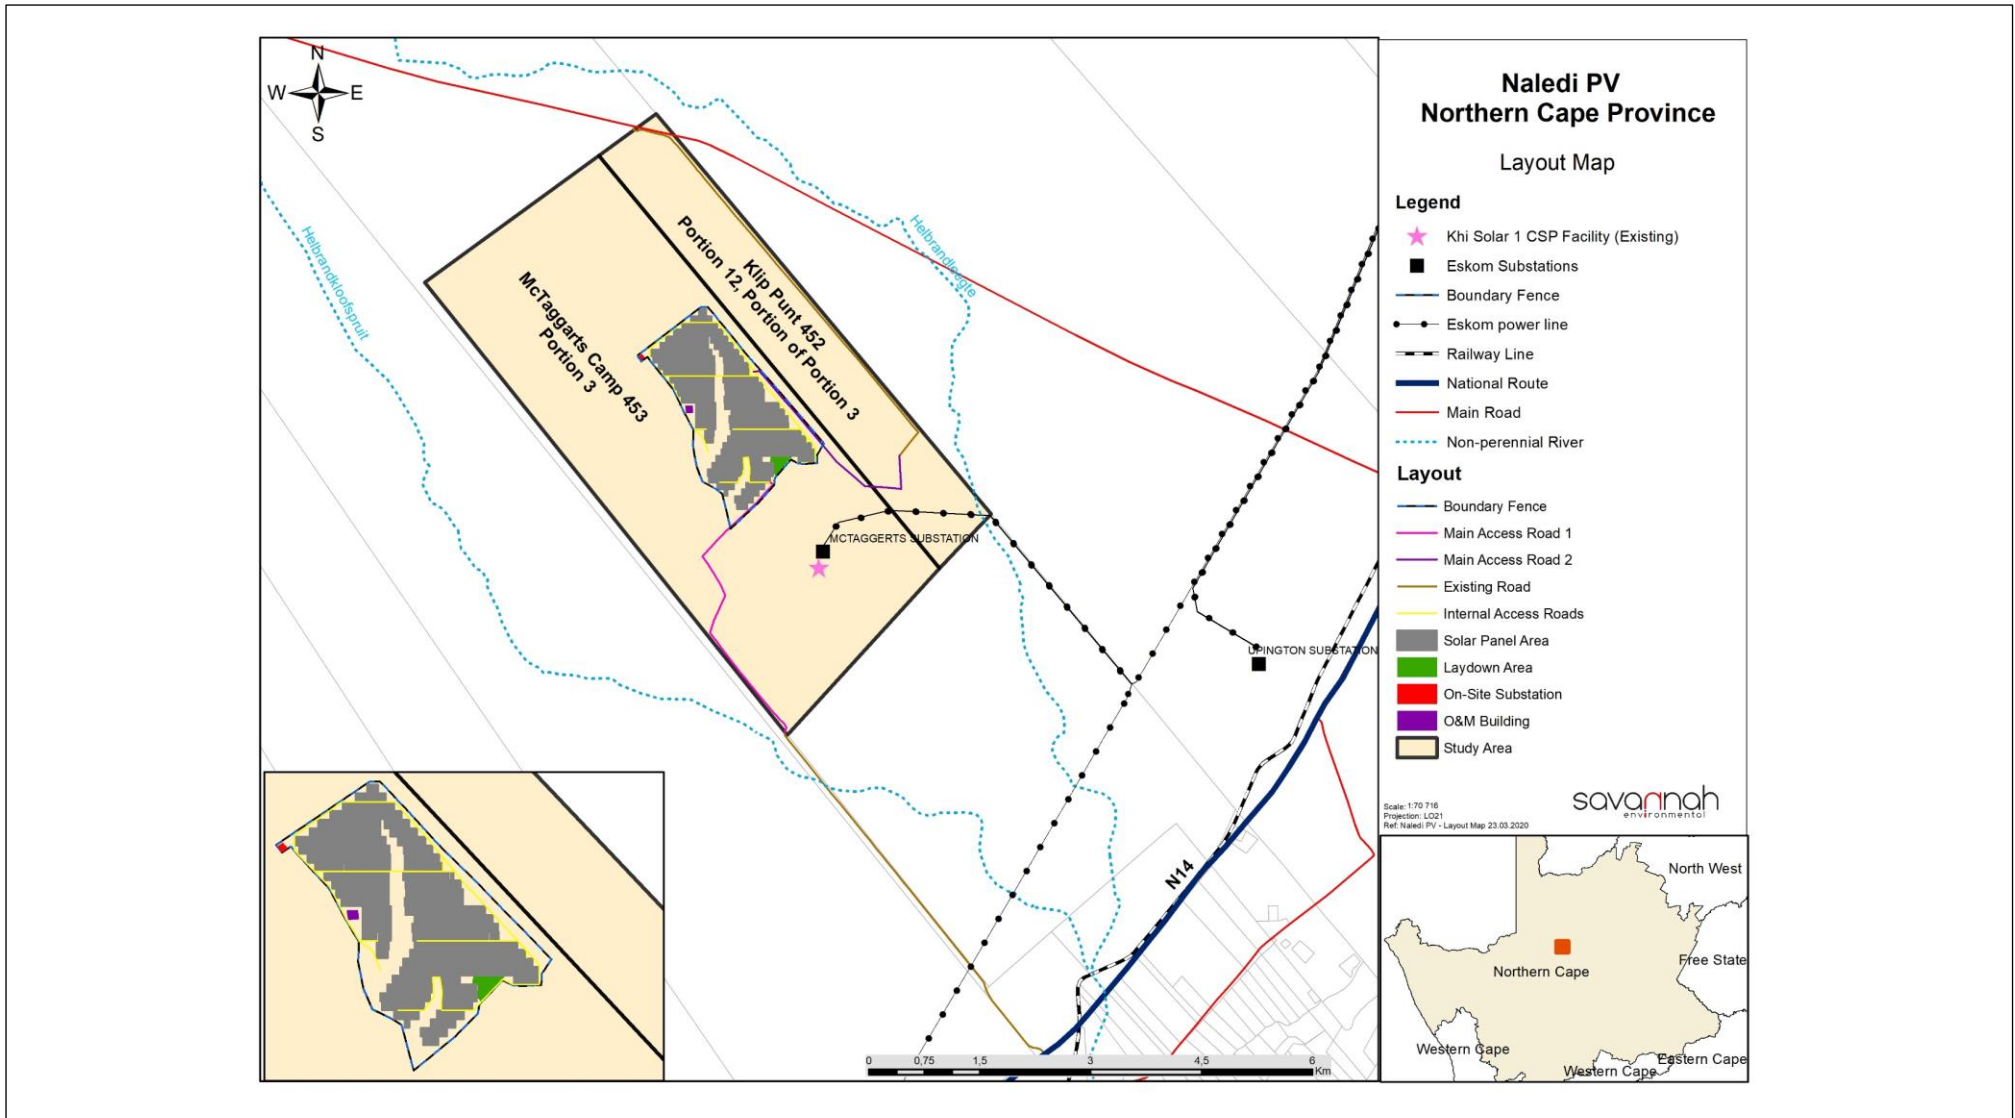 N
W
E
S
Helbrandkloofspruit
Helbrandleegte
McTaggarts Camp 453
Portion 3
Klip Punt 452
Portion 12, Portion of Portion 3
MCTAGGERTS SUBSTATION
UPINGTON SUBSTATION
N14
0
0,75
1,5
3
4,5
6
Km
Naledi PV
Northern Cape Province
Layout Map
Legend
Khi Solar 1 CSP Facility (Existing)
Eskom Substations
Boundary Fence
Eskom power line
Railway Line
National Route
Main Road
Non-perennial River
Layout
Boundary Fence
Main Access Road 1
Main Access Road 2
Existing Road
Internal Access Roads
Solar Panel Area
Laydown Area
On-Site Substation
O&M Building
Study Area
Scale: 1:70 716
Projection: LO21
Ref: Naledi PV - Layout Map 23.03.2020
savannah
environmental
North West
Free State
Northern Cape
Western Cape
Eastern Cape
Western Cape